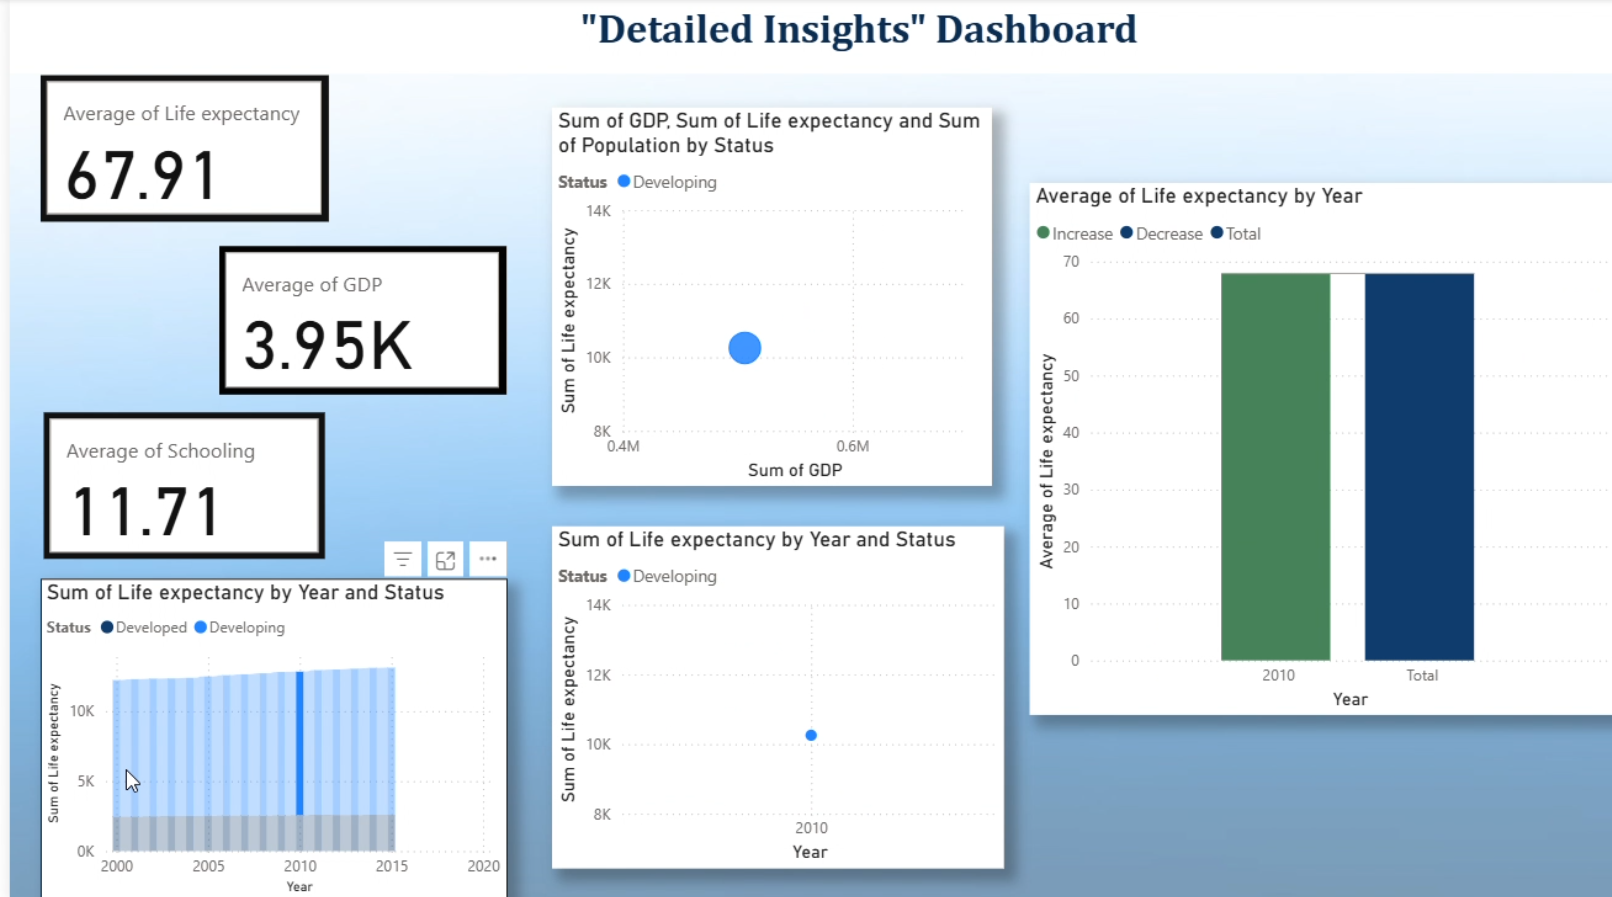 "Detailed Insights" Dashboard
Average of Life expectancy
67.91
Average of GDP
3.95K
Average of Schooling
11.71
Sum of Life expectancy by Year and Status
Status Developed Developing
Sum of Life expectancy
10K
5K
0K
2000 2005 2010 2015 2020
Year
Sum of GDP, Sum of Life expectancy and Sum
of Population by Status
Status Developing
Sum of Life expectancy
14K
12K
10K
8K
0.4M 0.6M
Sum of GDP
Sum of Life expectancy by Year and Status
Status Developing
Sum of Life expectancy
14K
12K
10K
8K
2010
Year
Average of Life expectancy by Year
Increase Decrease Total
Average of Life expectancy
70
60
50
40
30
20
10
0
2010 Total
Year